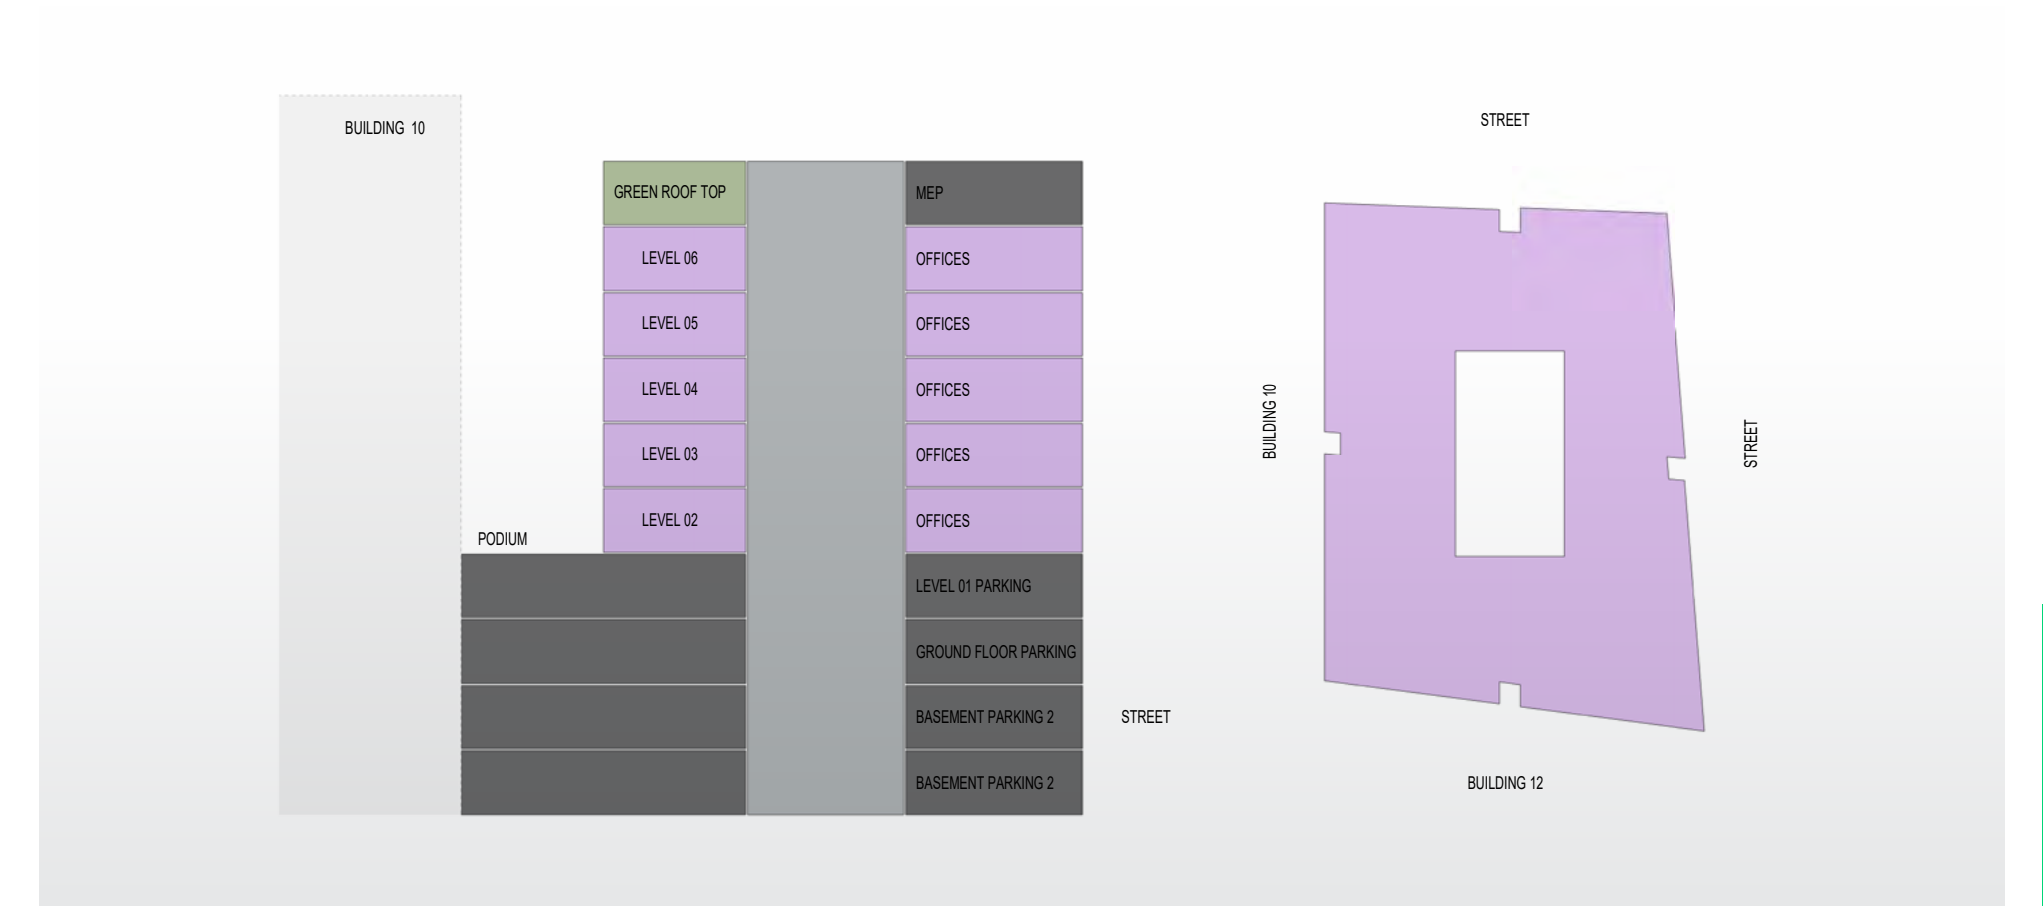 BUILDING 10
GREEN ROOF TOP
MEP
LEVEL 06
OFFICES
LEVEL 05
OFFICES
LEVEL 04
OFFICES
LEVEL 03
OFFICES
LEVEL 02
OFFICES
PODIUM
LEVEL 01 PARKING
GROUND FLOOR PARKING
BASEMENT PARKING 2
STREET
BASEMENT PARKING 2
STREET
BUILDING 10
STREET
BUILDING 12